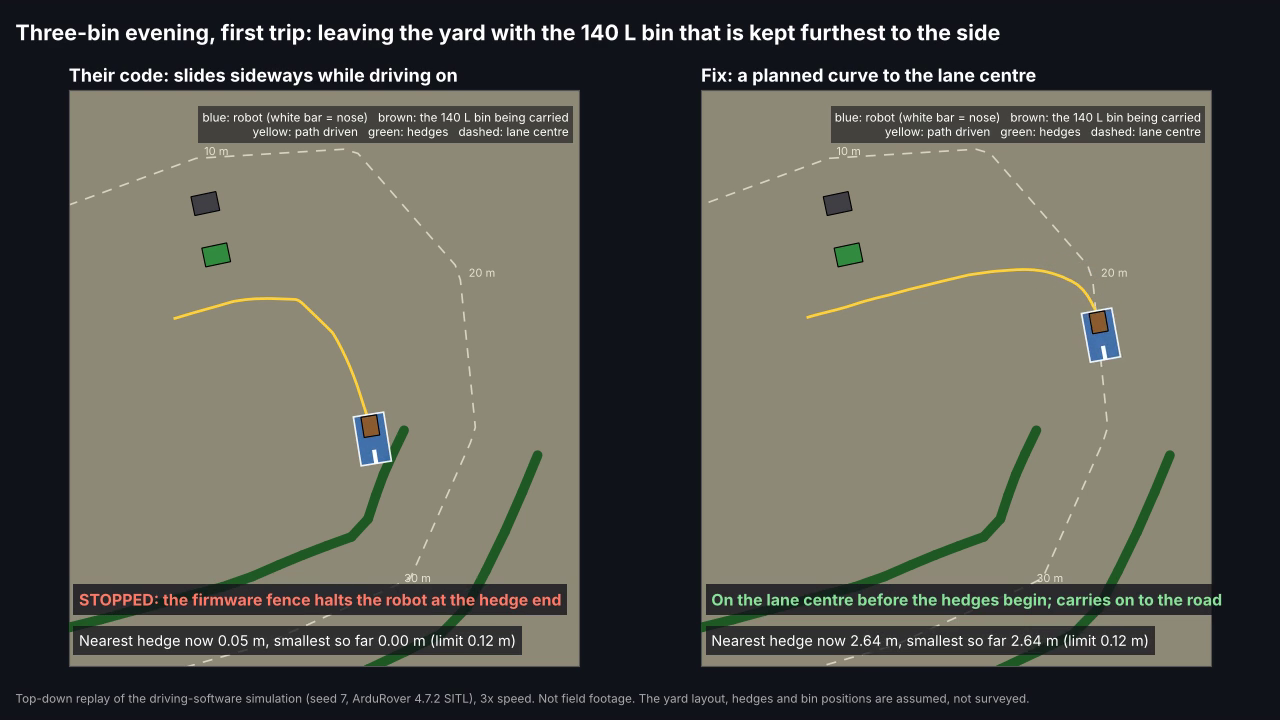 Three-bin evening, first trip: leaving the yard with the 140 L bin that is kept furthest to the side
Their code: slides sideways while driving on
blue: robot (white bar = nose)   brown: the 140 L bin being carried
yellow: path driven   green: hedges   dashed: lane centre
10 m
20 m
30 m
STOPPED: the firmware fence halts the robot at the hedge end
Nearest hedge now 0.05 m, smallest so far 0.00 m (limit 0.12 m)
Fix: a planned curve to the lane centre
blue: robot (white bar = nose)   brown: the 140 L bin being carried
yellow: path driven   green: hedges   dashed: lane centre
10 m
20 m
30 m
On the lane centre before the hedges begin; carries on to the road
Nearest hedge now 2.64 m, smallest so far 2.64 m (limit 0.12 m)
Top-down replay of the driving-software simulation (seed 7, ArduRover 4.7.2 SITL), 3x speed. Not field footage. The yard layout, hedges and bin positions are assumed, not surveyed.